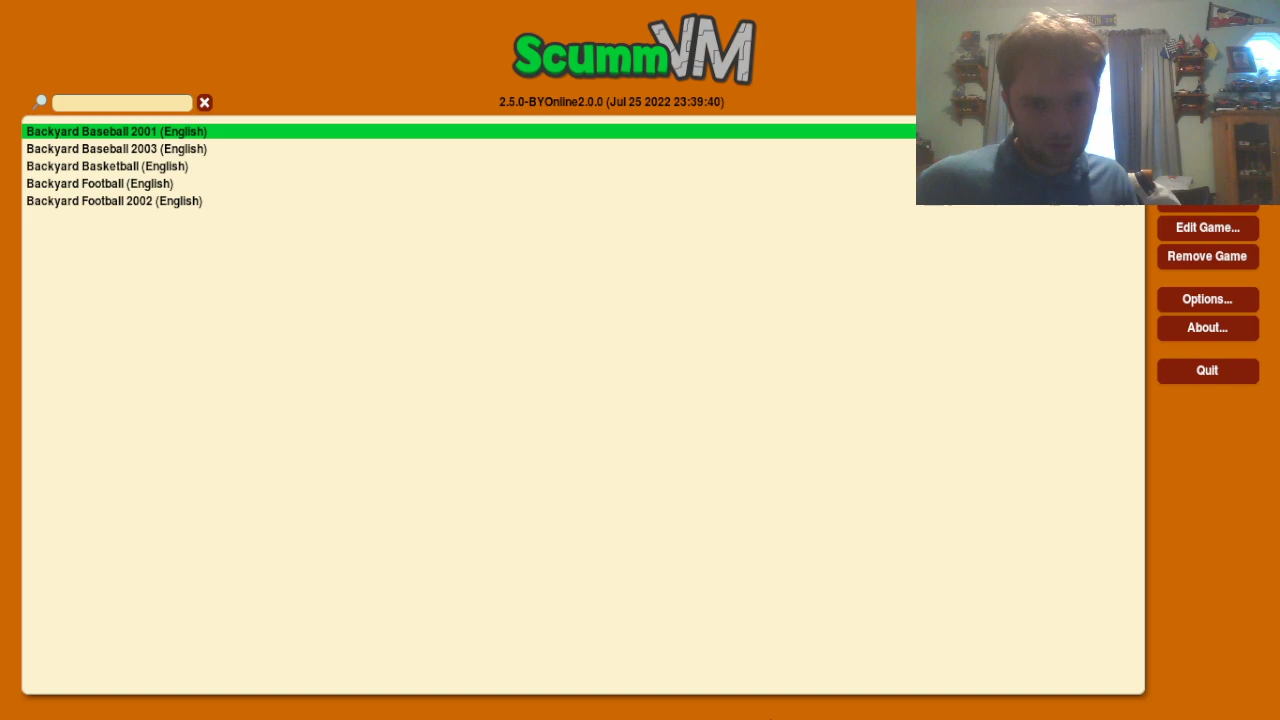 ScummVM
2.5.0-BYOnline2.0.0 (Jul 25 2022 23:39:40)
Backyard Baseball 2001 (English)
Backyard Baseball 2003 (English)
Backyard Basketball (English)
Backyard Football (English)
Backyard Football 2002 (English)
Edit Game...
Remove Game
Options...
About...
Quit